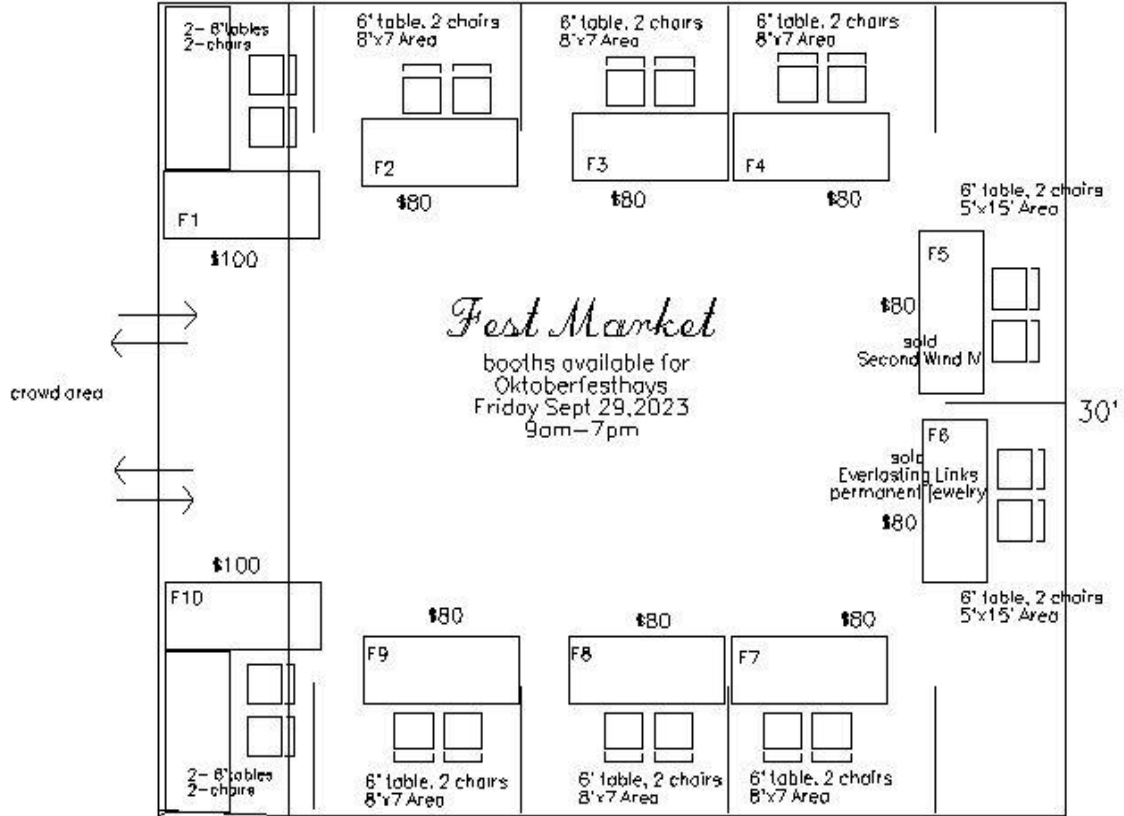 2- 6' tables
2-chairs
6' table, 2 chairs
8'x7 Area
6' table, 2 chairs
8'x7 Area
6' table, 2 chairs
8'x7 Area
F2
F3
F4
$80
$80
$80
F1
$100
6' table, 2 chairs
5'x15' Area
F5
$80
sold
Second Wind IV
Fest Market
booths available for
Oktoberfesthays
Friday Sept 29,2023
9am-7pm
crowd area
30'
F6
sold
Everlasting Links
permanent jewelry
$80
6' table, 2 chairs
5'x15' Area
$100
F10
$80
$80
$80
F9
F8
F7
2- 6' tables
2-chairs
6' table, 2 chairs
8'x7 Area
6' table, 2 chairs
8'x7 Area
6' table, 2 chairs
8'x7 Area